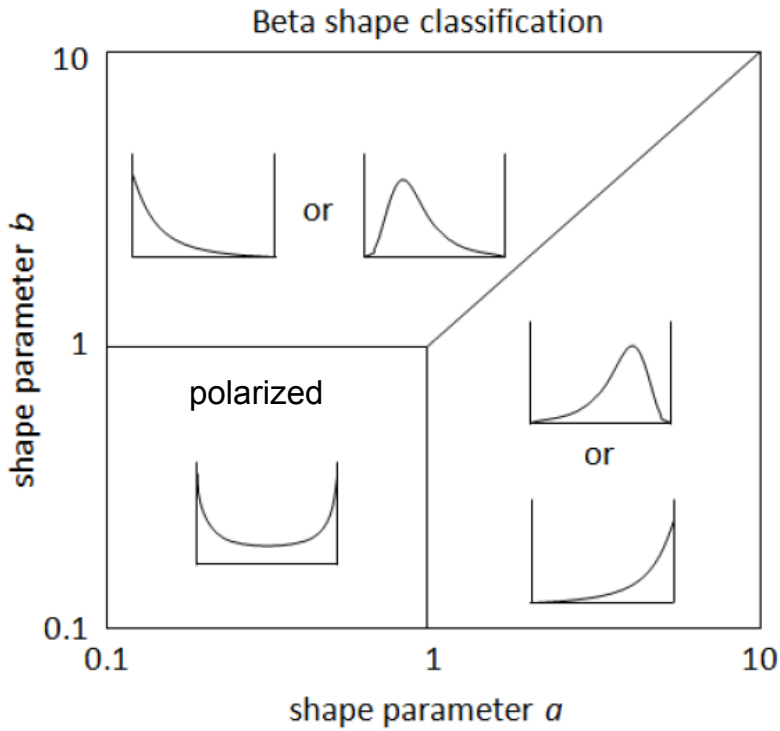 Beta shape classification
10
or
shape parameter b
1
polarized
or
0.1
0.1 1 10
shape parameter a